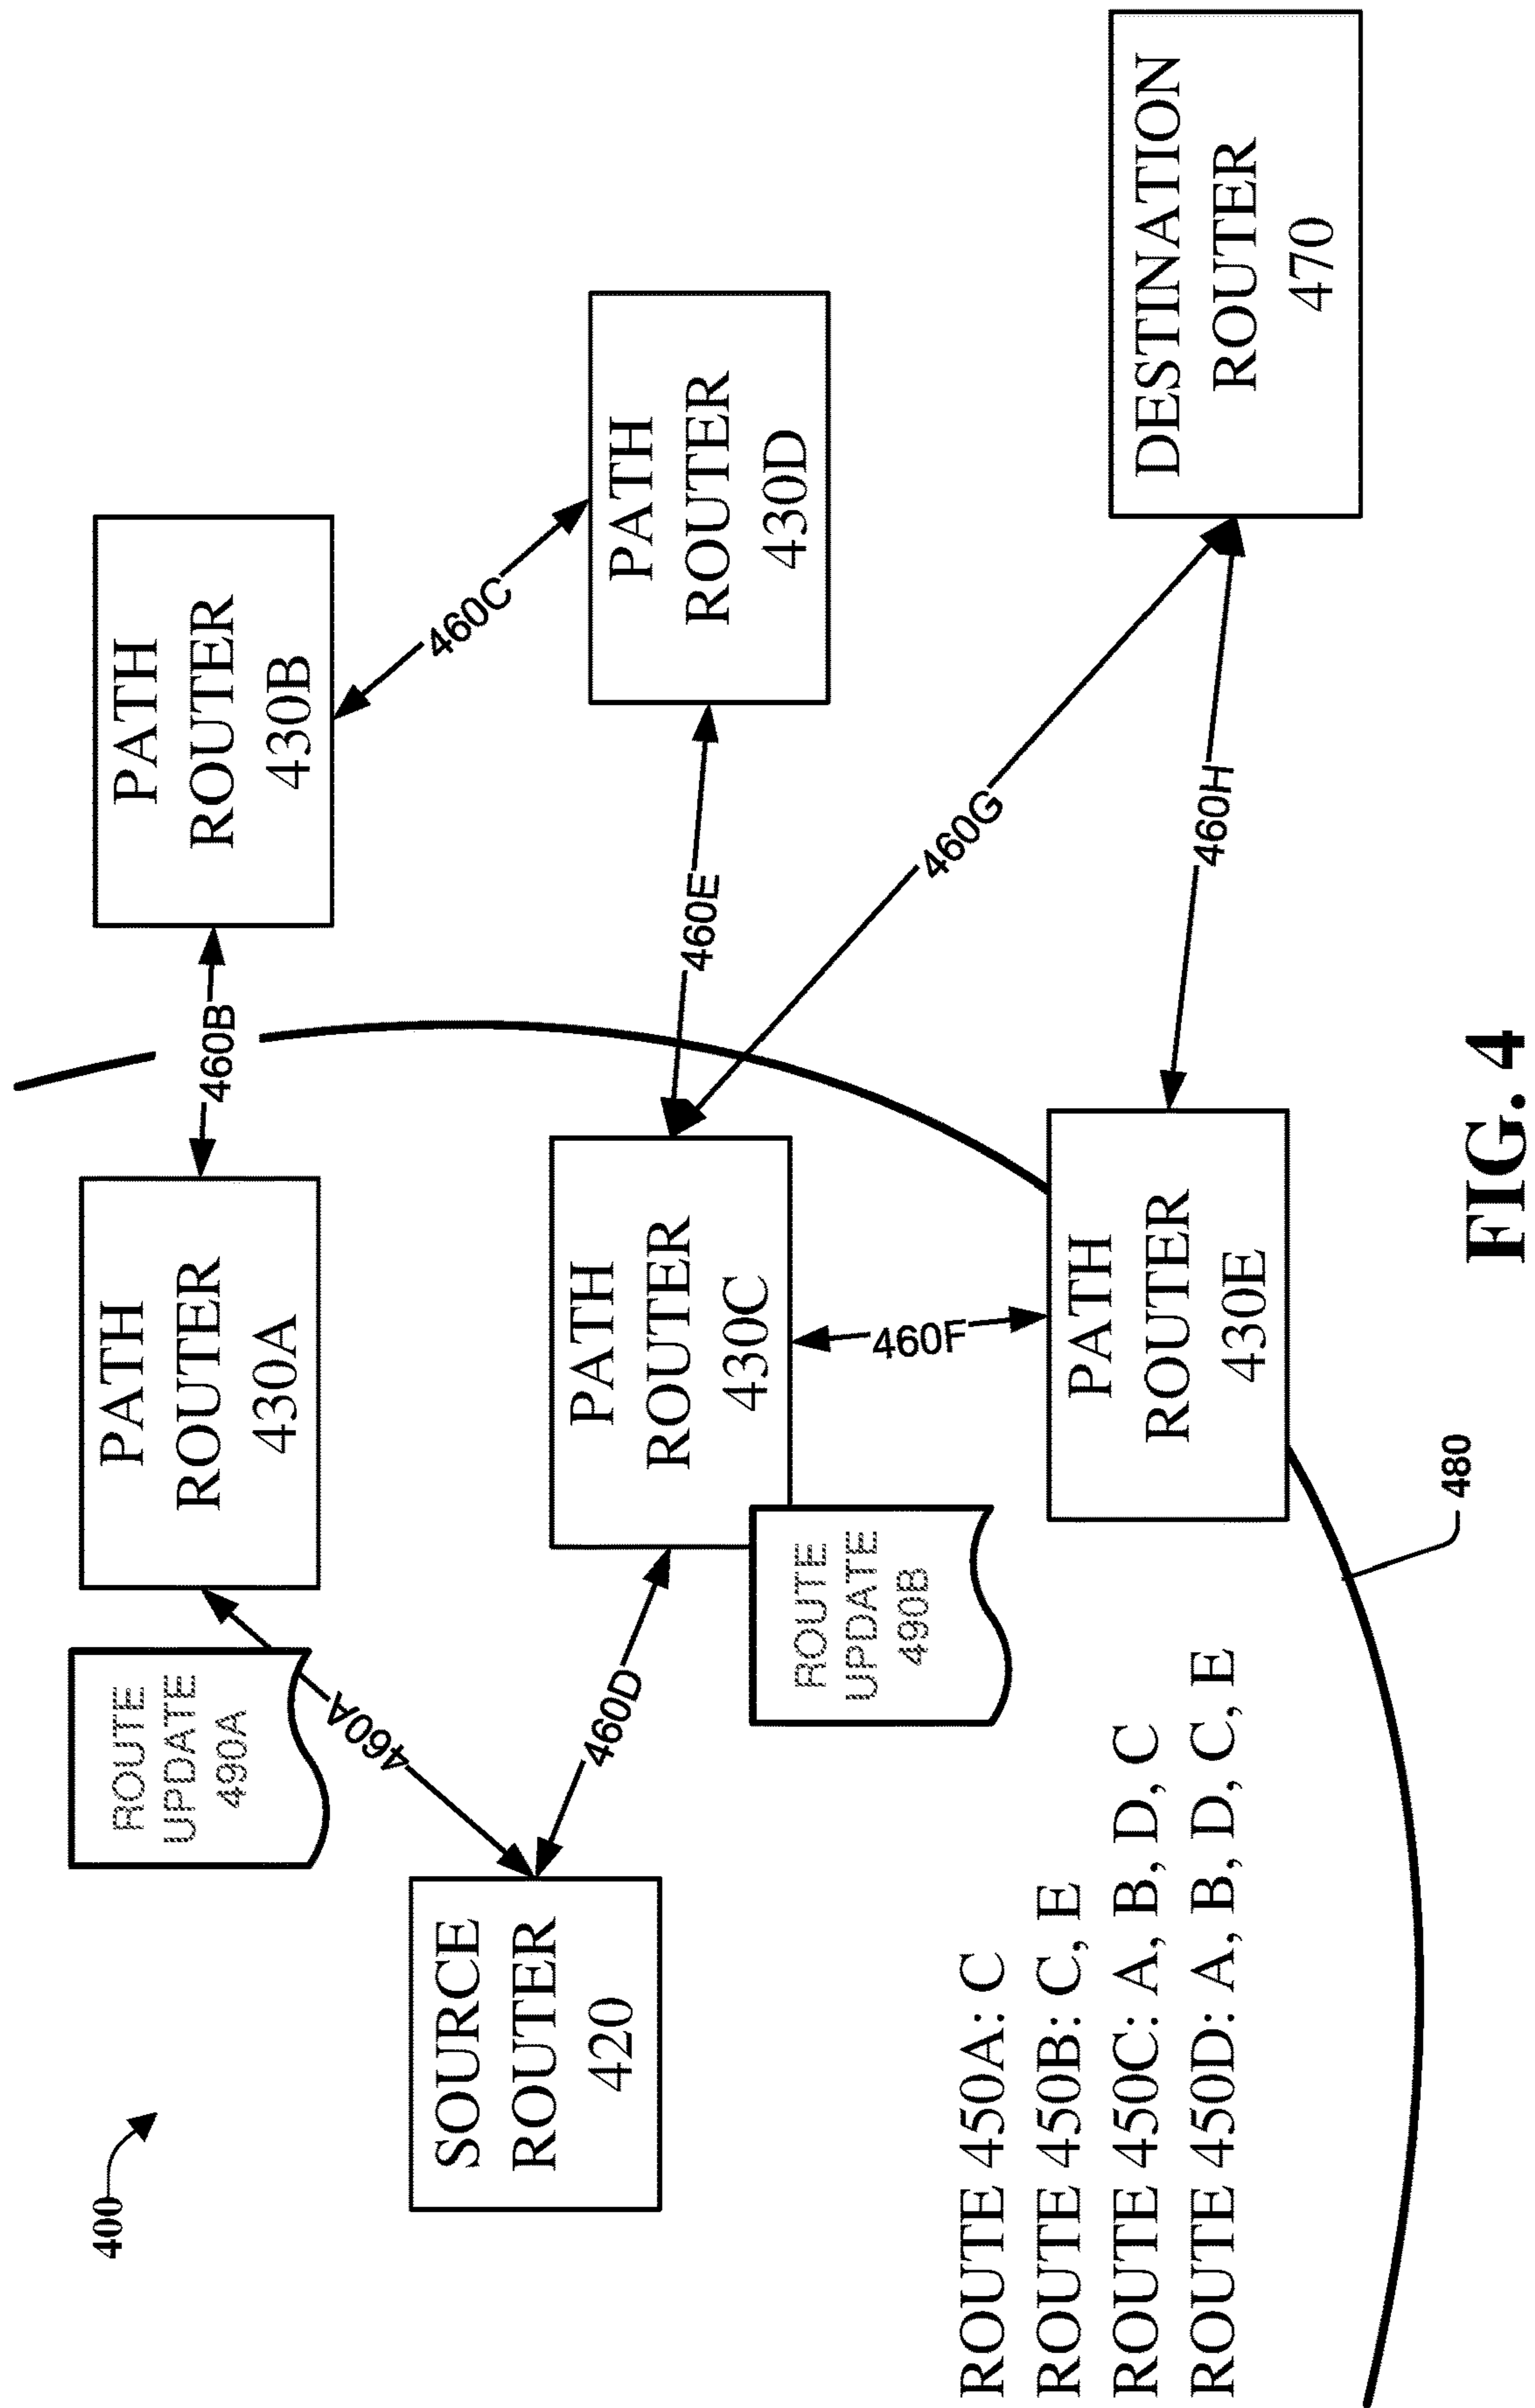 400
SOURCE
ROUTER
420
ROUTE
UPDATE
490A
460A
460D
PATH
ROUTER
430A
460B
PATH
ROUTER
430B
460C
PATH
ROUTER
430D
460E
PATH
ROUTER
430C
ROUTE
UPDATE
490B
460F
460G
PATH
ROUTER
430E
460H
DESTINATION
ROUTER
470
ROUTE 450A: C
ROUTE 450B: C, E
ROUTE 450C: A, B, D, C
ROUTE 450D: A, B, D, C, E
480
FIG. 4